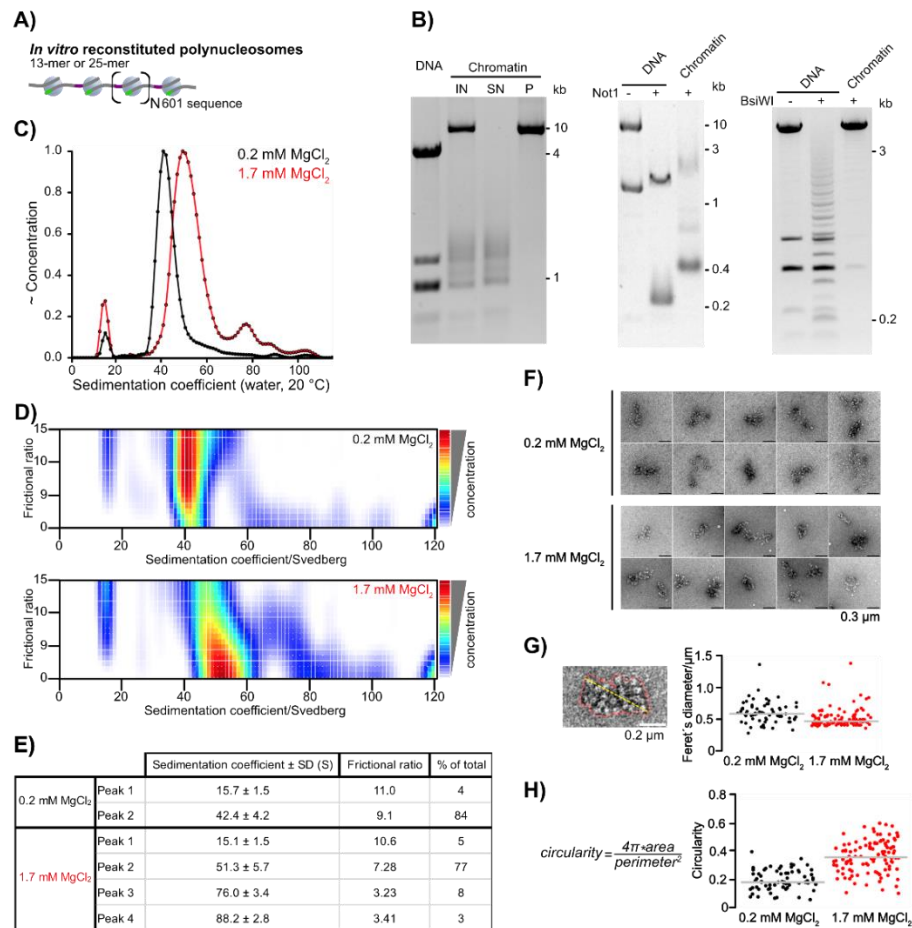 A)
In vitro reconstituted polynucleosomes
13-mer or 25-mer
N 601 sequence
B)
DNA
Chromatin
IN SN P kb
10
4
1
DNA
Chromatin
Not1 - + + kb
10
3
1
0.4
0.2
DNA
Chromatin
BsiWI - + + kb
3
0.2
C)
0.2 mM MgCl₂
1.7 mM MgCl₂
1.0
0.8
0.6
0.4
0.2
0.0
~ Concentration
0 20 40 60 80 100
Sedimentation coefficient (water, 20 °C)
D)
15
10
9
0
Frictional ratio
0.2 mM MgCl₂
concentration
0 20 40 60 80 100 120
Sedimentation coefficient/Svedberg
15
10
9
0
Frictional ratio
1.7 mM MgCl₂
concentration
0 20 40 60 80 100 120
Sedimentation coefficient/Svedberg
E)
Sedimentation coefficient ± SD (S) Frictional ratio % of total
0.2 mM MgCl₂ Peak 1 15.7 ± 1.5 11.0 4
Peak 2 42.4 ± 4.2 9.1 84
1.7 mM MgCl₂ Peak 1 15.1 ± 1.5 10.6 5
Peak 2 51.3 ± 5.7 7.28 77
Peak 3 76.0 ± 3.4 3.23 8
Peak 4 88.2 ± 2.8 3.41 3
F)
0.2 mM MgCl₂
1.7 mM MgCl₂
0.3 µm
G)
0.2 µm
Feret´s diameter/µm
1.5
1.0
0.5
0
0.2 mM MgCl₂ 1.7 mM MgCl₂
H)
circularity = 4π*area
perimeter²
Circularity
0.8
0.6
0.4
0.2
0
0.2 mM MgCl₂ 1.7 mM MgCl₂